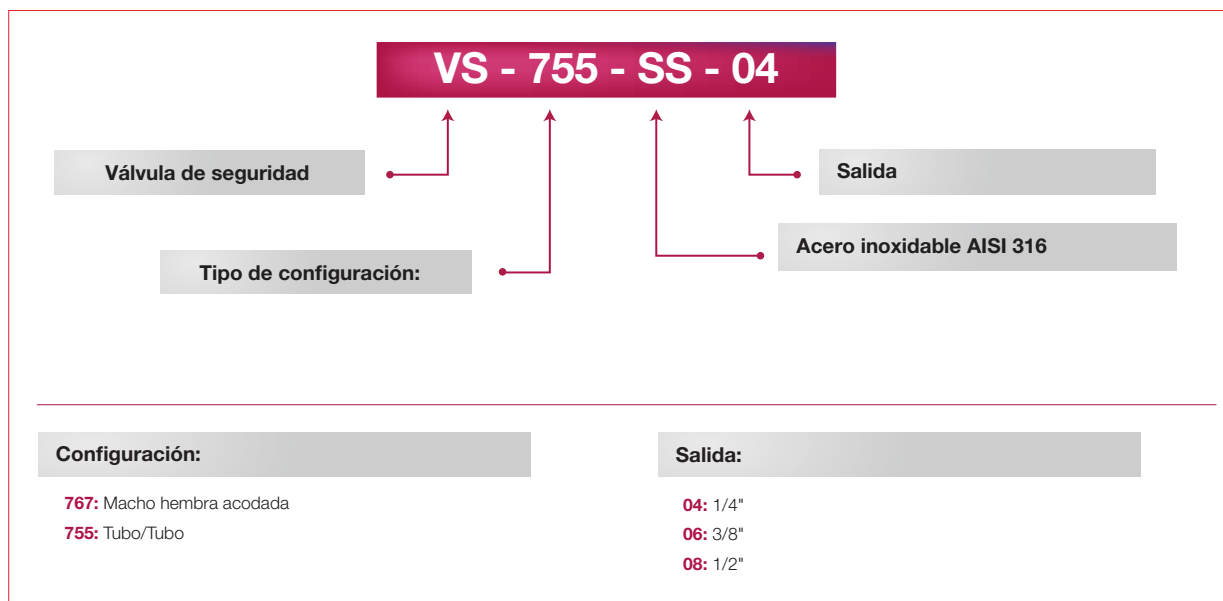 VS - 755 - SS - 04
Válvula de seguridad
Salida
Acero inoxidable AISI 316
Tipo de configuración:
Configuración:
767: Macho hembra acodada
755: Tubo/Tubo
Salida:
04: 1/4"
06: 3/8"
08: 1/2"